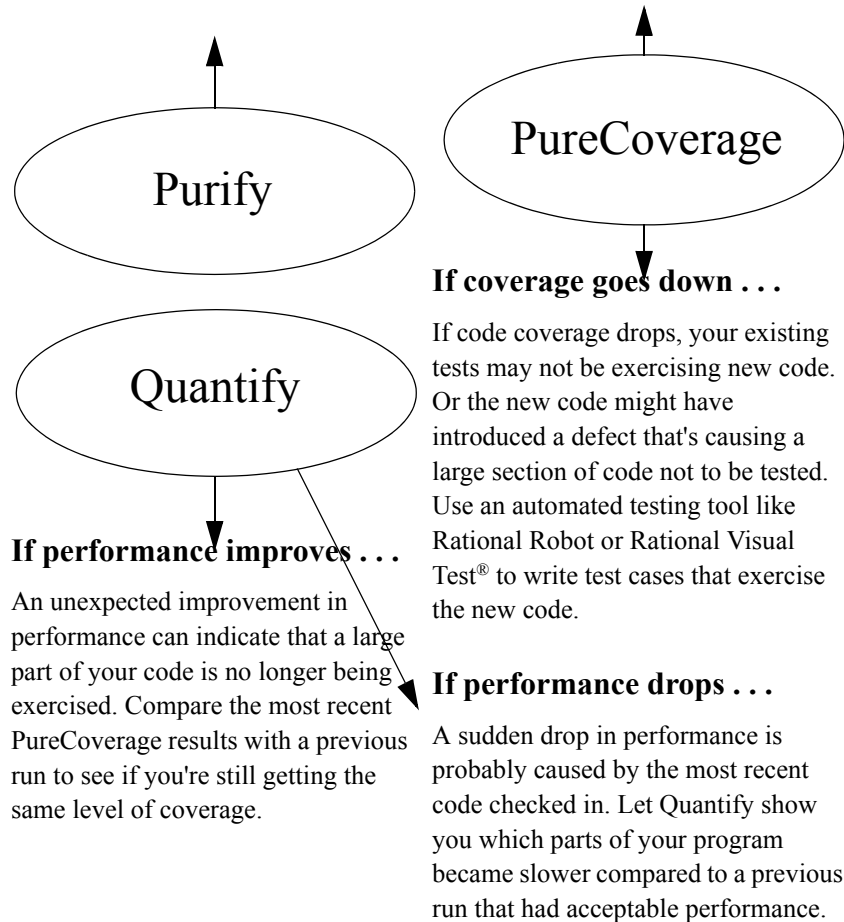 Purify
PureCoverage
Quantify
If coverage goes down . . .
If code coverage drops, your existing
tests may not be exercising new code.
Or the new code might have
introduced a defect that's causing a
large section of code not to be tested.
Use an automated testing tool like
Rational Robot or Rational Visual
Test® to write test cases that exercise
the new code.
If performance improves . . .
An unexpected improvement in
performance can indicate that a large
part of your code is no longer being
exercised. Compare the most recent
PureCoverage results with a previous
run to see if you're still getting the
same level of coverage.
If performance drops . . .
A sudden drop in performance is
probably caused by the most recent
code checked in. Let Quantify show
you which parts of your program
became slower compared to a previous
run that had acceptable performance.